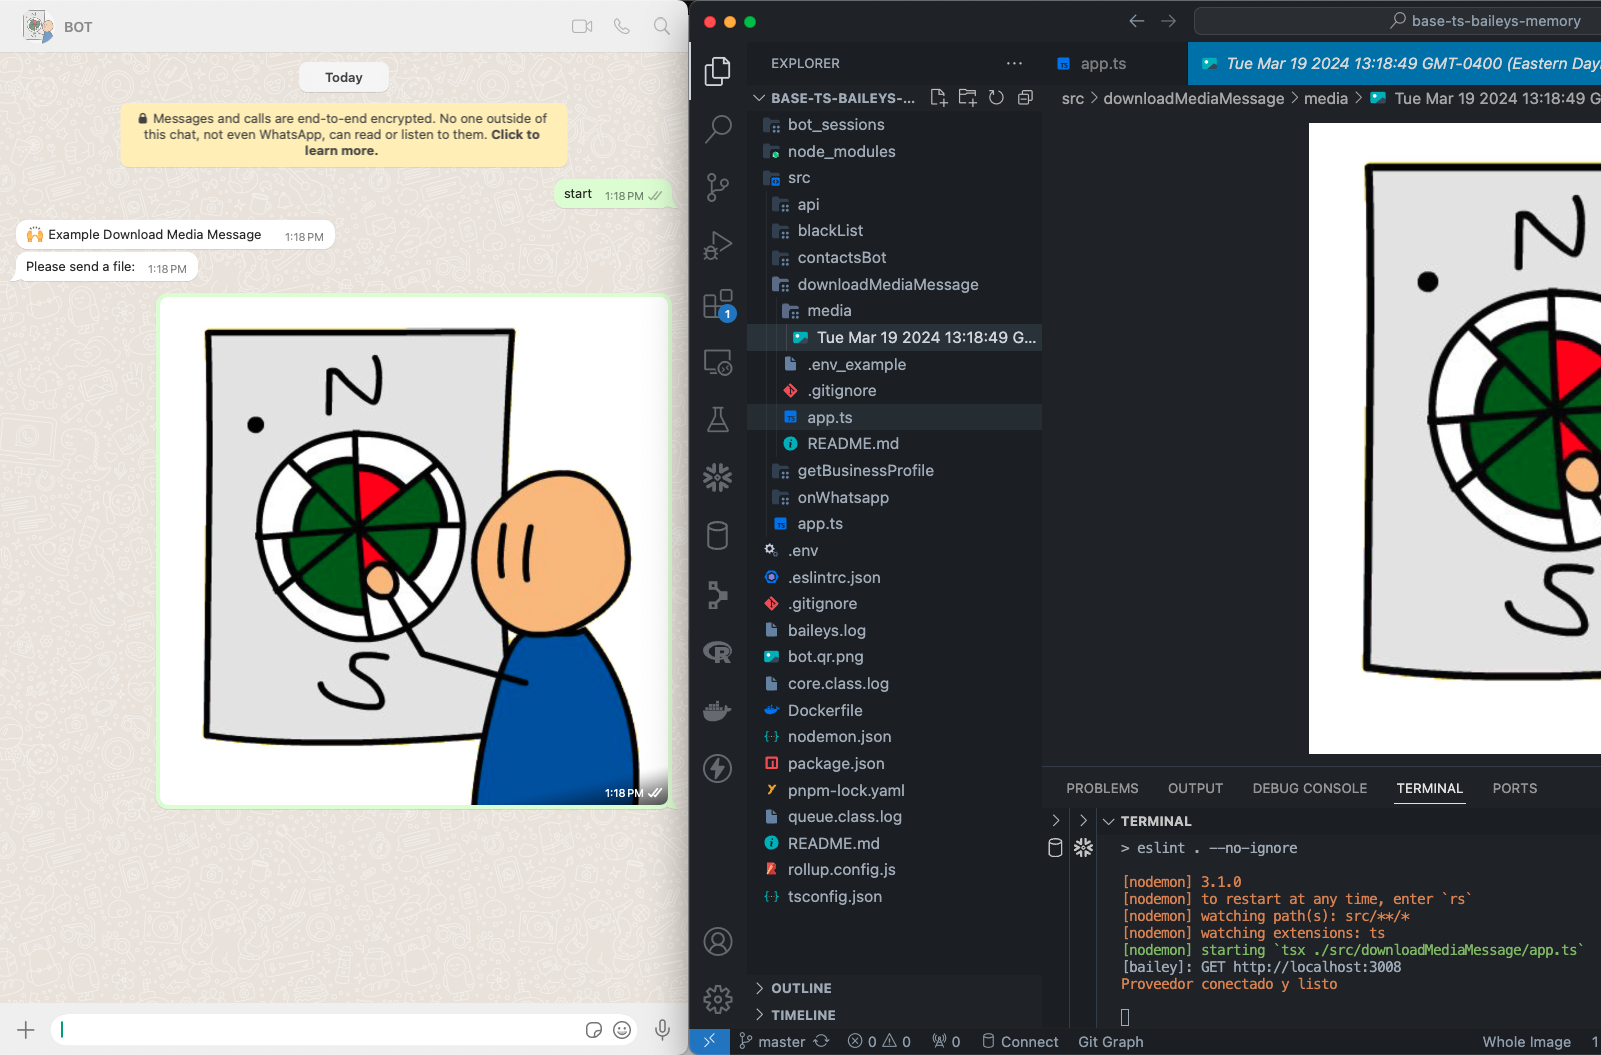 BOT
Today
Messages and calls are end-to-end encrypted. No one outside of
this chat, not even WhatsApp, can read or listen to them. Click to
learn more.
start 1:18 PM
🙌 Example Download Media Message 1:18 PM
Please send a file: 1:18 PM
N
S
1:18 PM
base-ts-baileys-memory
EXPLORER
BASE-TS-BAILEYS-...
bot_sessions
node_modules
src
api
blackList
contactsBot
downloadMediaMessage
media
Tue Mar 19 2024 13:18:49 G...
.env_example
.gitignore
app.ts
README.md
getBusinessProfile
onWhatsapp
app.ts
.env
.eslintrc.json
.gitignore
baileys.log
bot.qr.png
core.class.log
Dockerfile
nodemon.json
package.json
pnpm-lock.yaml
queue.class.log
README.md
rollup.config.js
tsconfig.json
OUTLINE
TIMELINE
1
app.ts
Tue Mar 19 2024 13:18:49 GMT-0400 (Eastern Day
src > downloadMediaMessage > media > Tue Mar 19 2024 13:18:49 G
N
S
PROBLEMS OUTPUT DEBUG CONSOLE TERMINAL PORTS
TERMINAL
> eslint . --no-ignore
[nodemon] 3.1.0
[nodemon] to restart at any time, enter `rs`
[nodemon] watching path(s): src/**/*
[nodemon] watching extensions: ts
[nodemon] starting `tsx ./src/downloadMediaMessage/app.ts`
[bailey]: GET http://localhost:3008
Proveedor conectado y listo
master 0 0 0 Connect Git Graph Whole Image 1